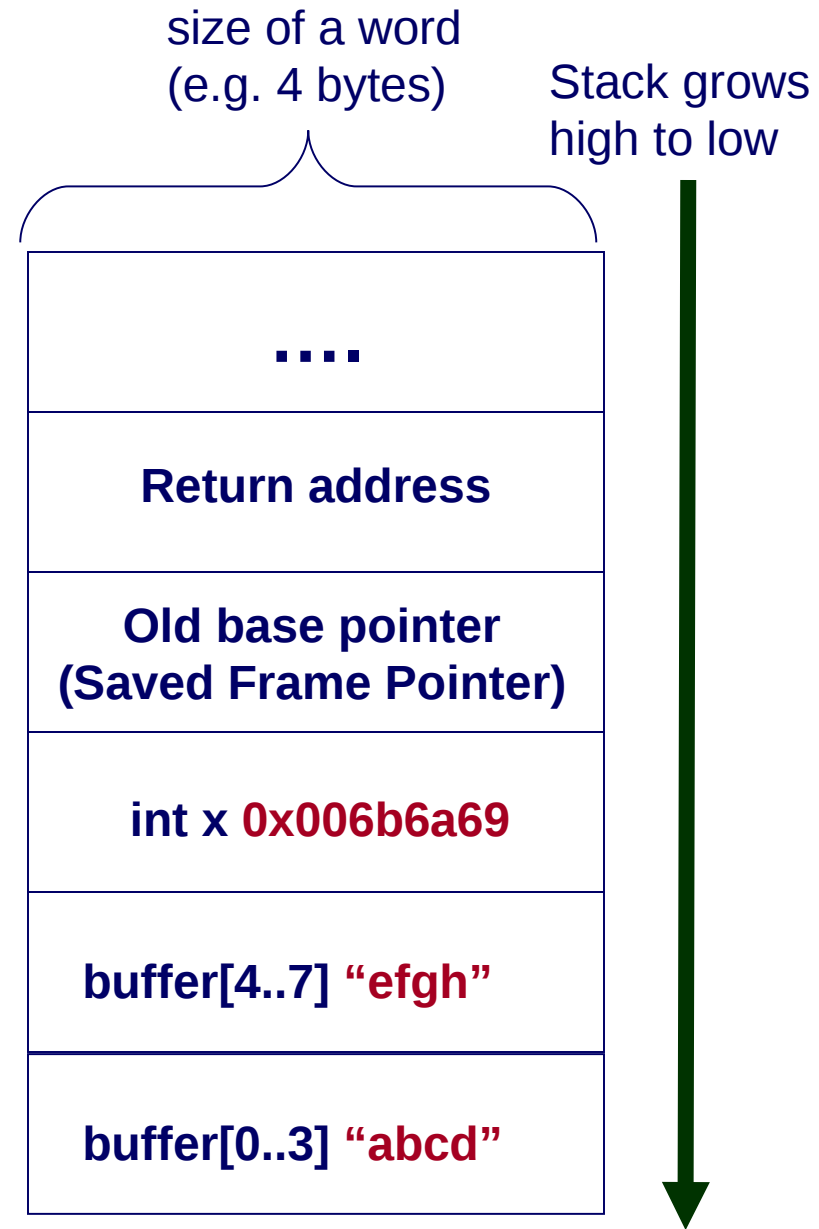 size of a word
(e.g. 4 bytes)
Stack grows
high to low
....
Return address
Old base pointer
(Saved Frame Pointer)
int x 0x006b6a69
buffer[4..7] “efgh”
buffer[0..3] “abcd”